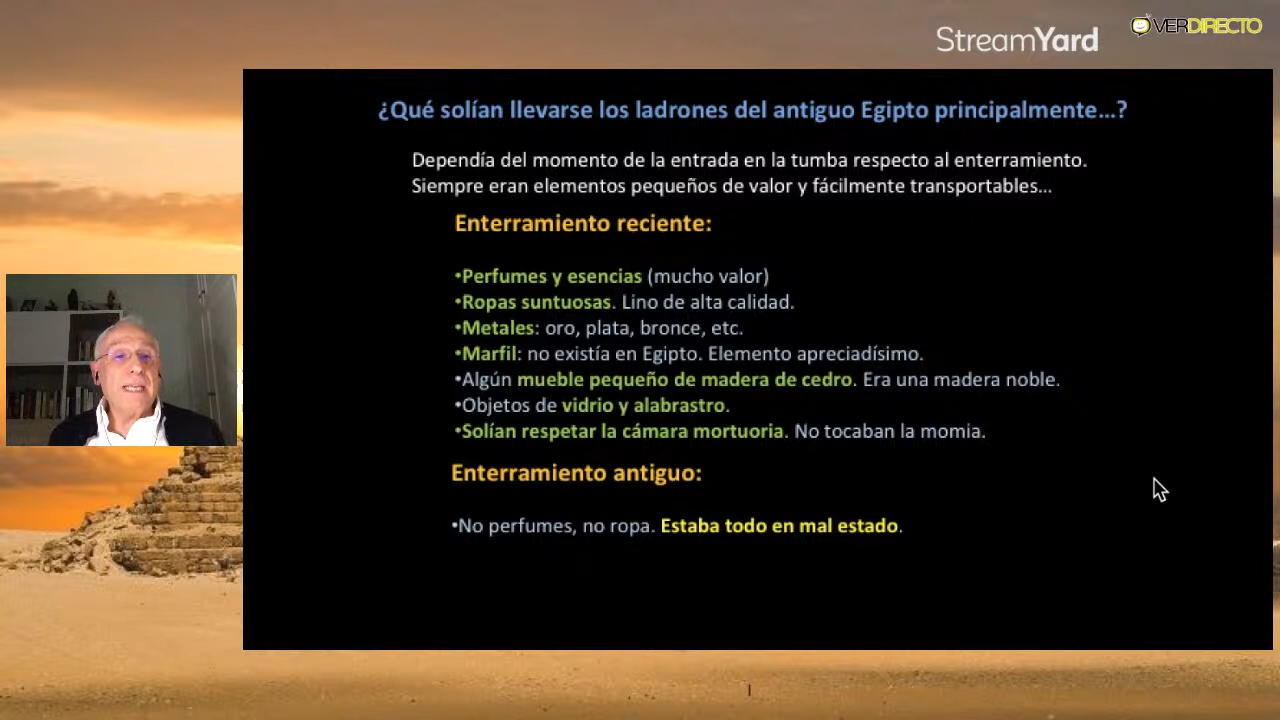 StreamYard
VERDIRECTO
¿Qué solían llevarse los ladrones del antiguo Egipto principalmente...?
Dependía del momento de la entrada en la tumba respecto al enterramiento.
Siempre eran elementos pequeños de valor y fácilmente transportables...
Enterramiento reciente:
•Perfumes y esencias (mucho valor)
•Ropas suntuosas. Lino de alta calidad.
•Metales: oro, plata, bronce, etc.
•Marfil: no existía en Egipto. Elemento apreciadísimo.
•Algún mueble pequeño de madera de cedro. Era una madera noble.
•Objetos de vidrio y alabrastro.
•Solían respetar la cámara mortuoria. No tocaban la momia.
Enterramiento antiguo:
•No perfumes, no ropa. Estaba todo en mal estado.